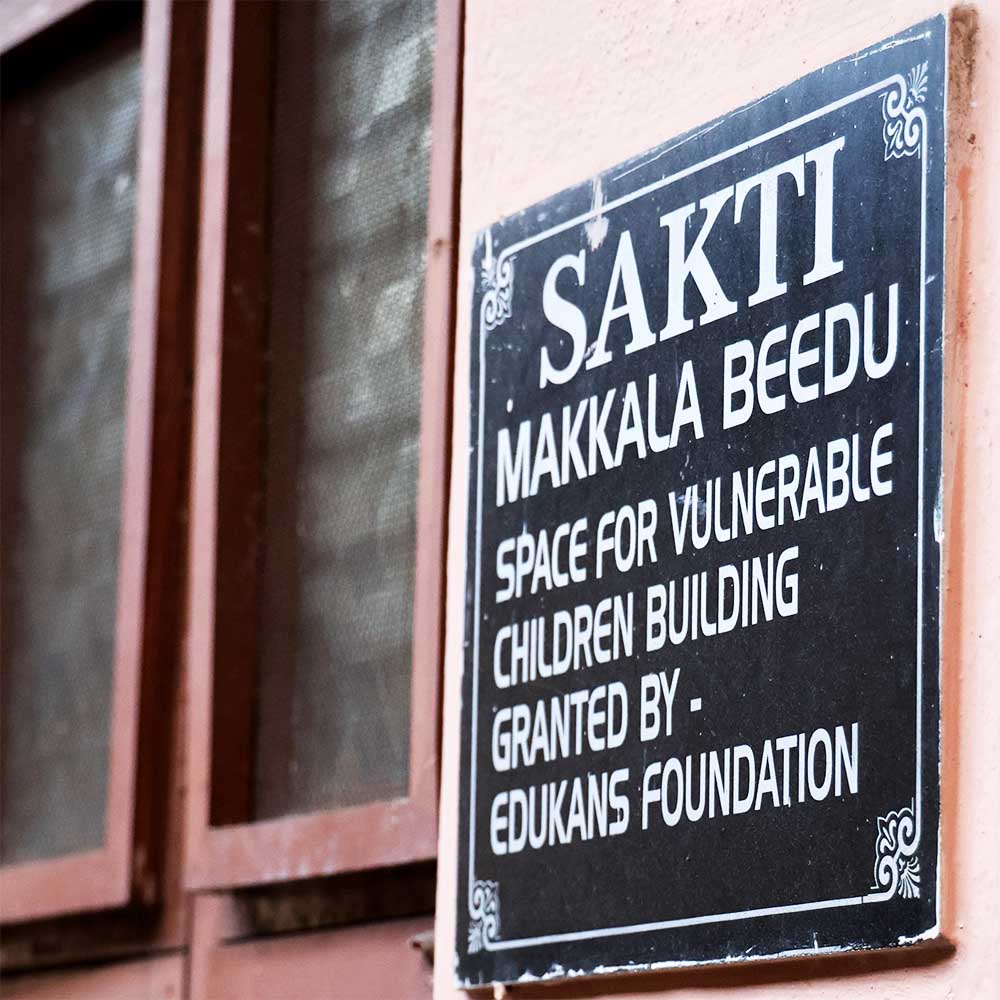 SAKTI
MAKKALA BEEDU
SPACE FOR VULNERABLE
CHILDREN BUILDING
GRANTED BY -
EDUKANS FOUNDATION